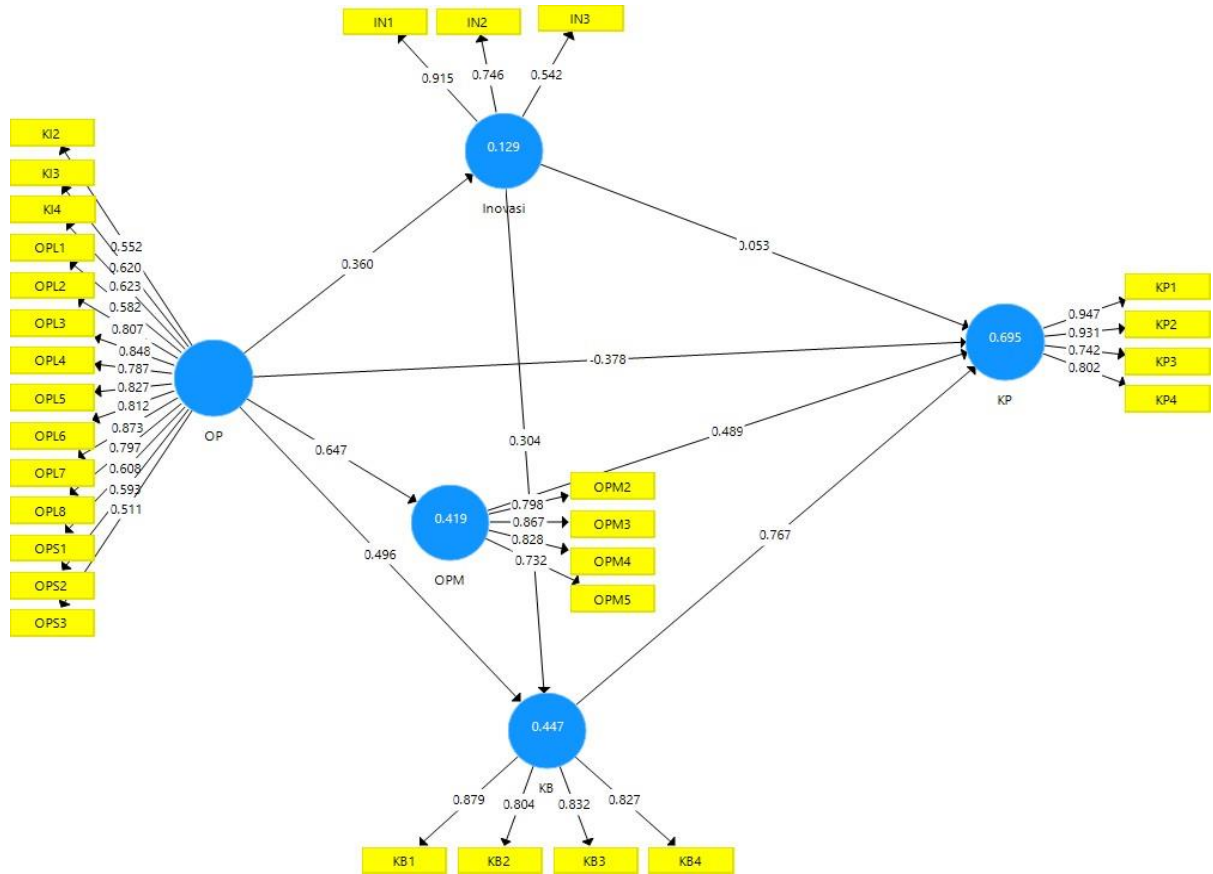 IN1
IN2
IN3
0.915
0.746
0.542
0.129
Inovasi
KI2
KI3
KI4
OPL1
OPL2
OPL3
OPL4
OPL5
OPL6
OPL7
OPL8
OPS1
OPS2
OPS3
0.552
0.620
0.623
0.582
0.807
0.848
0.787
0.827
0.812
0.873
0.797
0.608
0.593
0.511
OP
0.360
0.053
-0.378
0.304
0.489
0.647
0.496
0.767
0.419
OPM
0.798
0.867
0.828
0.732
OPM2
OPM3
OPM4
OPM5
0.695
KP
0.947
0.931
0.742
0.802
KP1
KP2
KP3
KP4
0.447
KB
0.879
0.804
0.832
0.827
KB1
KB2
KB3
KB4